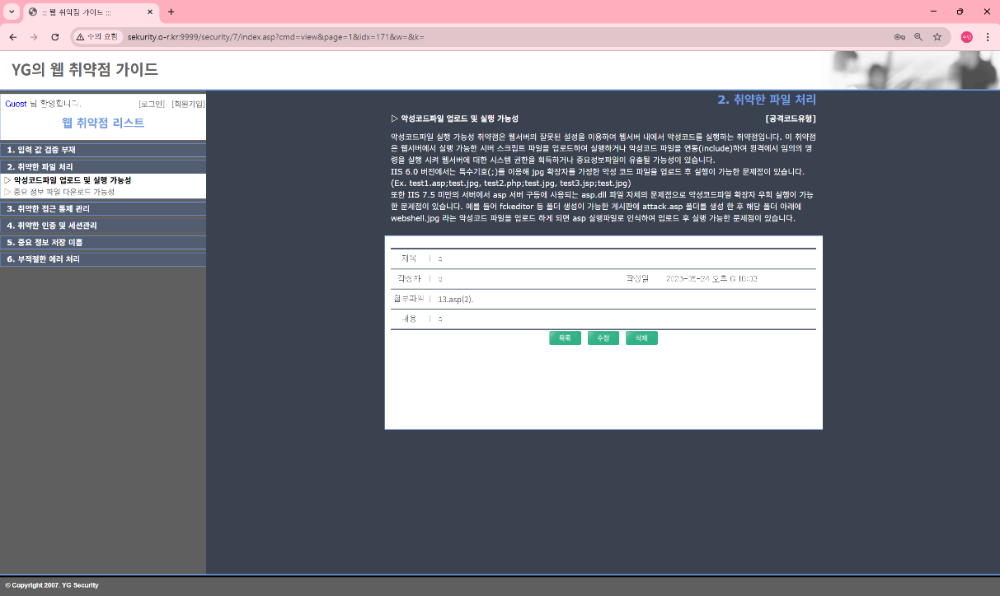 ::: 웹 취약점 가이드 :::
수의 요함
sekurity.o-r.kr:9999/security/7/index.asp?cmd=view&page=1&idx=171&w=&k=
수민
YG의 웹 취약점 가이드
Guest 님 환영합니다.
[로그인] [회원가입]
웹 취약점 리스트
1. 입력 값 검증 부재
2. 취약한 파일 처리
▷ 악성코드파일 업로드 및 실행 가능성
▷ 중요 정보 파일 다운로드 가능성
3. 취약한 접근 통제 관리
4. 취약한 인증 및 세션관리
5. 중요 정보 저장 미흡
6. 부적절한 에러 처리
2. 취약한 파일 처리
▷ 악성코드파일 업로드 및 실행 가능성 [공격코드유형]
악성코드파일 실행 가능성 취약점은 웹서버의 잘못된 설정을 이용하여 웹서버 내에서 악성코드를 실행하는 취약점입니다. 이 취약점
은 웹서버에서 실행 가능한 서버 스크립트 파일을 업로드하여 실행하거나 악성코드 파일을 연동(include)하여 원격에서 임의의 명
령을 실행 시켜 웹서버에 대한 시스템 권한을 획득하거나 중요정보파일이 유출될 가능성이 있습니다.
IIS 6.0 버전에서는 특수기호(;)를 이용해 jpg 확장자를 가정한 악성 코드 파일을 업로드 후 실행이 가능한 문제점이 있습니다.
(Ex. test1.asp;test.jpg, test2.php;test.jpg, test3.jsp;test.jpg)
또한 IIS 7.5 미만의 서버에서 asp 서버 구동에 사용되는 asp.dll 파일 자체의 문제점으로 악성코드파일 확장자 우회 실행이 가능
한 문제점이 있습니다. 예를 들어 fckeditor 등 폴더 생성이 가능한 게시판에 attack.asp 폴더를 생성 한 후 해당 폴더 아래에
webshell.jpg 라는 악성코드 파일을 업로드 하게 되면 asp 실행파일로 인식하여 업로드 후 실행 가능한 문제점이 있습니다.
제목 |
작성자 | 작성일 오후
첨부파일 | 13.asp(2).
내용 |
목록 수정 삭제
© Copyright 2007. YG Security